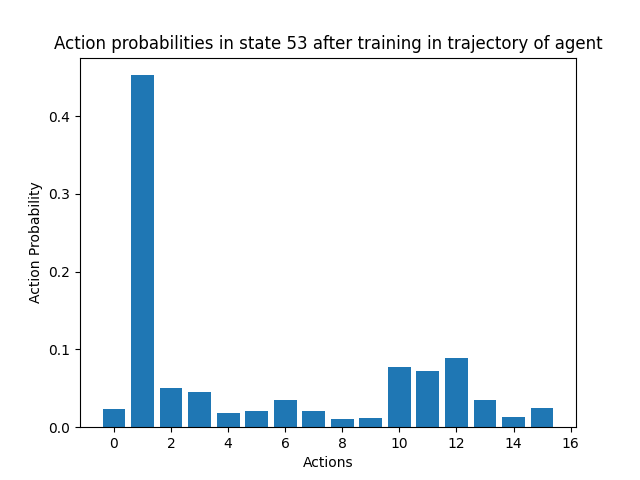 Action probabilities in state 53 after training in trajectory of agent
Action Probability
0.4
0.3
0.2
0.1
0.0
0 2 4 6 8 10 12 14 16
Actions